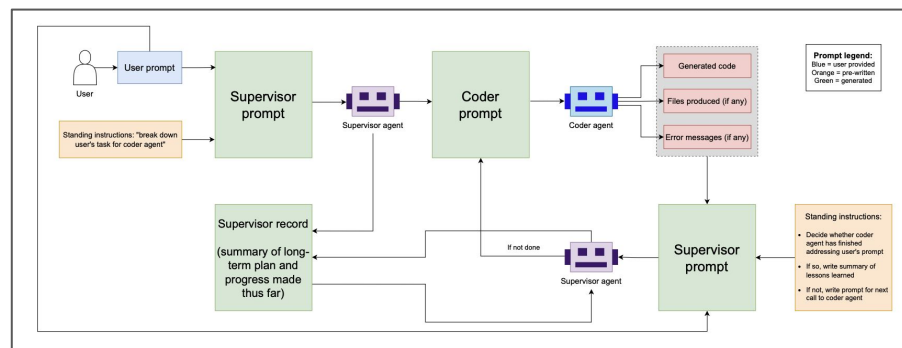 User
User prompt
Standing instructions: "break down
user's task for coder agent"
Supervisor
prompt
Supervisor agent
Coder
prompt
Coder agent
Generated code
Files produced (if any)
Error messages (if any)
Prompt legend:
Blue = user provided
Orange = pre-written
Green = generated
Supervisor record
(summary of long-
term plan and
progress made
thus far)
If not done
Supervisor agent
Supervisor
prompt
Standing instructions:
• Decide whether coder
agent has finished
addressing user's prompt
• If so, write summary of
lessons learned
• If not, write prompt for next
call to coder agent